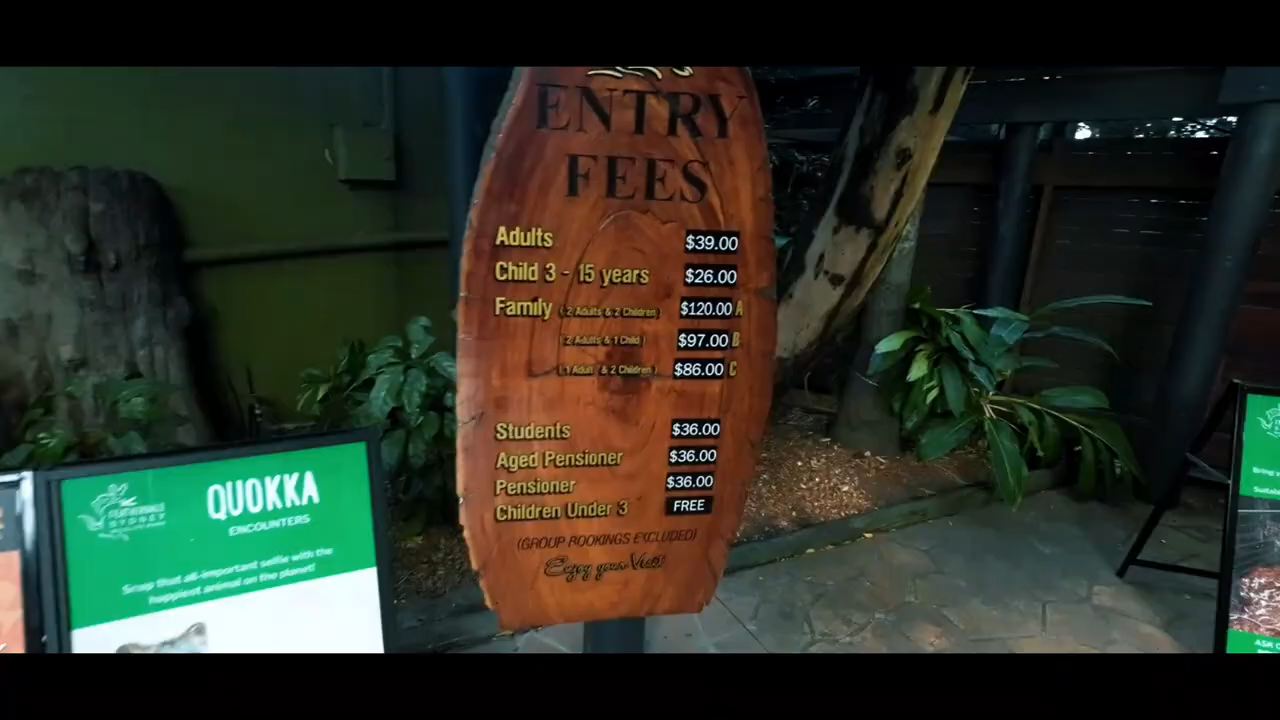 ENTRY
FEES
Adults $39.00
Child 3 - 15 years $26.00
Family (2 Adults & 2 Children) $120.00 A
(2 Adults & 1 Child) $97.00 B
(1 Adult & 2 Children) $86.00 C
Students $36.00
Aged Pensioner $36.00
Pensioner $36.00
Children Under 3 FREE
(GROUP BOOKINGS EXCLUDED)
Enjoy your Visit
FEATHERDALE
SYDNEY
QUOKKA
ENCOUNTERS
Snap that all-important selfie with the
happiest animal on the planet!